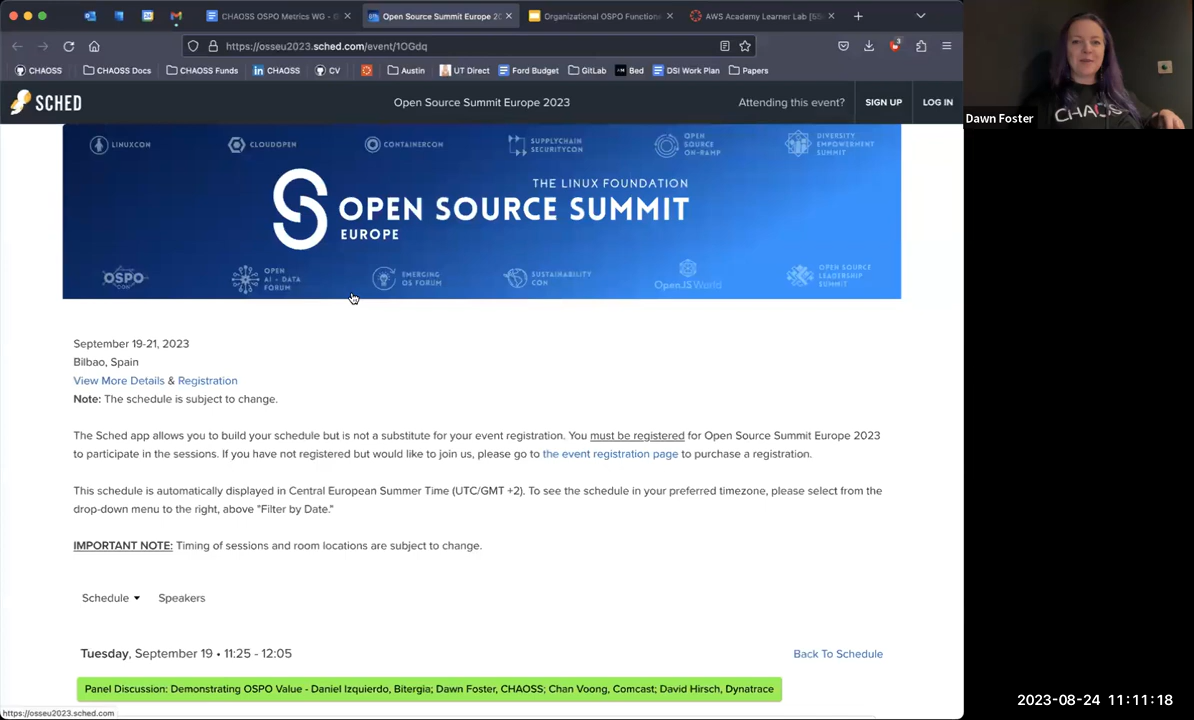 CHAOSS OSPO Metrics WG -
Open Source Summit Europe 20
Organizational OSPO Function
AWS Academy Learner Lab [58
https://osseu2023.sched.com/event/1OGdq
CHAOSS
CHAOSS Docs
CHAOSS Funds
CHAOSS
CV
Austin
UT Direct
Ford Budget
GitLab
Bed
DSI Work Plan
Papers
SCHED
Open Source Summit Europe 2023
Attending this event?
SIGN UP
LOG IN
Dawn Foster
CHAOS
LINUXCON
CLOUDOPEN
CONTAINERCON
SUPPLYCHAIN
SECURITYCON
OPEN
SOURCE
ON-RAMP
DIVERSITY
EMPOWERMENT
SUMMIT
THE LINUX FOUNDATION
OPEN SOURCE SUMMIT
EUROPE
OSPO
OPEN
AI + DATA
FORUM
EMERGING
OS FORUM
SUSTAINABILITY
CON
OpenJS World
OPEN SOURCE
LEADERSHIP
SUMMIT
September 19-21, 2023
Bilbao, Spain
View More Details & Registration
Note: The schedule is subject to change.
The Sched app allows you to build your schedule but is not a substitute for your event registration. You must be registered for Open Source Summit Europe 2023
to participate in the sessions. If you have not registered but would like to join us, please go to the event registration page to purchase a registration.
This schedule is automatically displayed in Central European Summer Time (UTC/GMT +2). To see the schedule in your preferred timezone, please select from the
drop-down menu to the right, above "Filter by Date."
IMPORTANT NOTE: Timing of sessions and room locations are subject to change.
Schedule
Speakers
Tuesday, September 19 • 11:25 - 12:05
Back To Schedule
Panel Discussion: Demonstrating OSPO Value - Daniel Izquierdo, Bitergia; Dawn Foster, CHAOSS; Chan Voong, Comcast; David Hirsch, Dynatrace
https://osseu2023.sched.com
2023-08-24 11:11:18